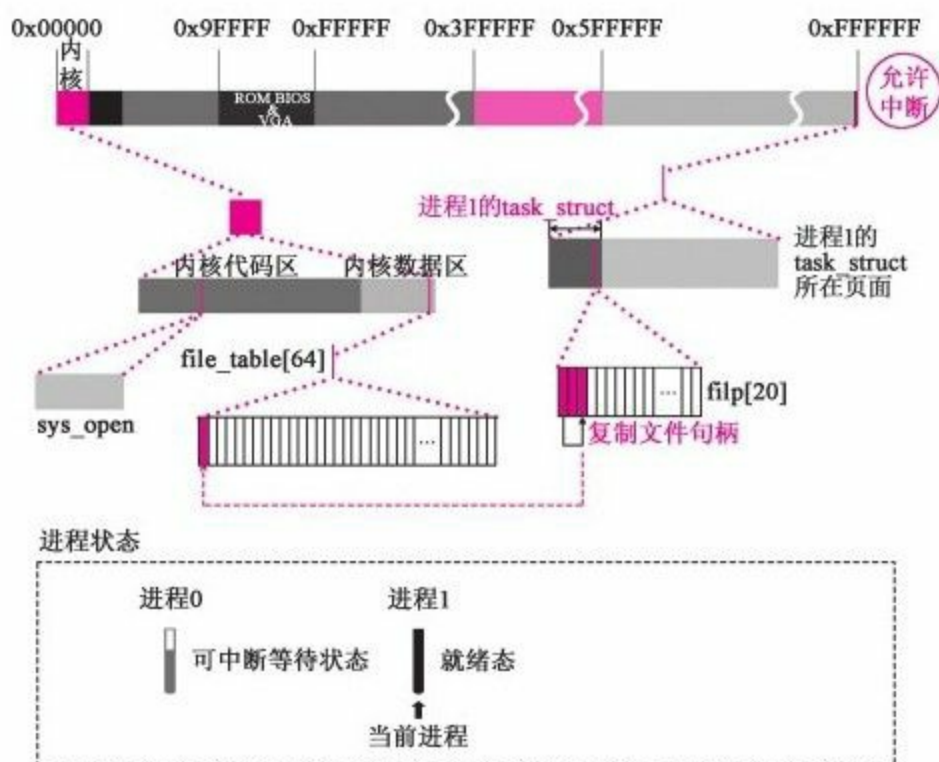 0x00000 0x9FFFF 0xFFFFF 0x3FFFFF 0x5FFFFF 0xFFFFFF
内
核
ROM BIOS
&
VGA
允许
中断
进程1的task_struct
进程1的
task_struct
所在页面
内核代码区 内核数据区
file_table[64]
sys_open
...
... filp[20]
复制文件句柄
进程状态
进程0 进程1
可中断等待状态 就绪态
当前进程